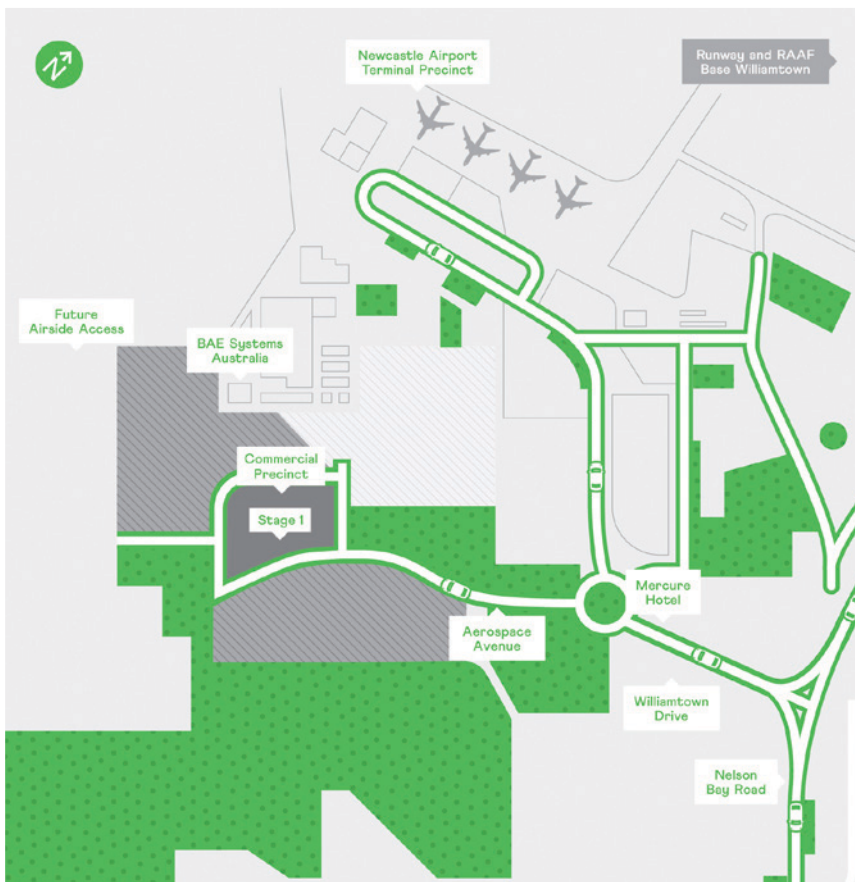 N
Newcastle Airport
Terminal Precinct
Runway and RAAF
Base Williamtown
Future
Airside Access
BAE Systems
Australia
Commercial
Precinct
Stage 1
Mercure
Hotel
Aerospace
Avenue
Williamtown
Drive
Nelson
Bay Road